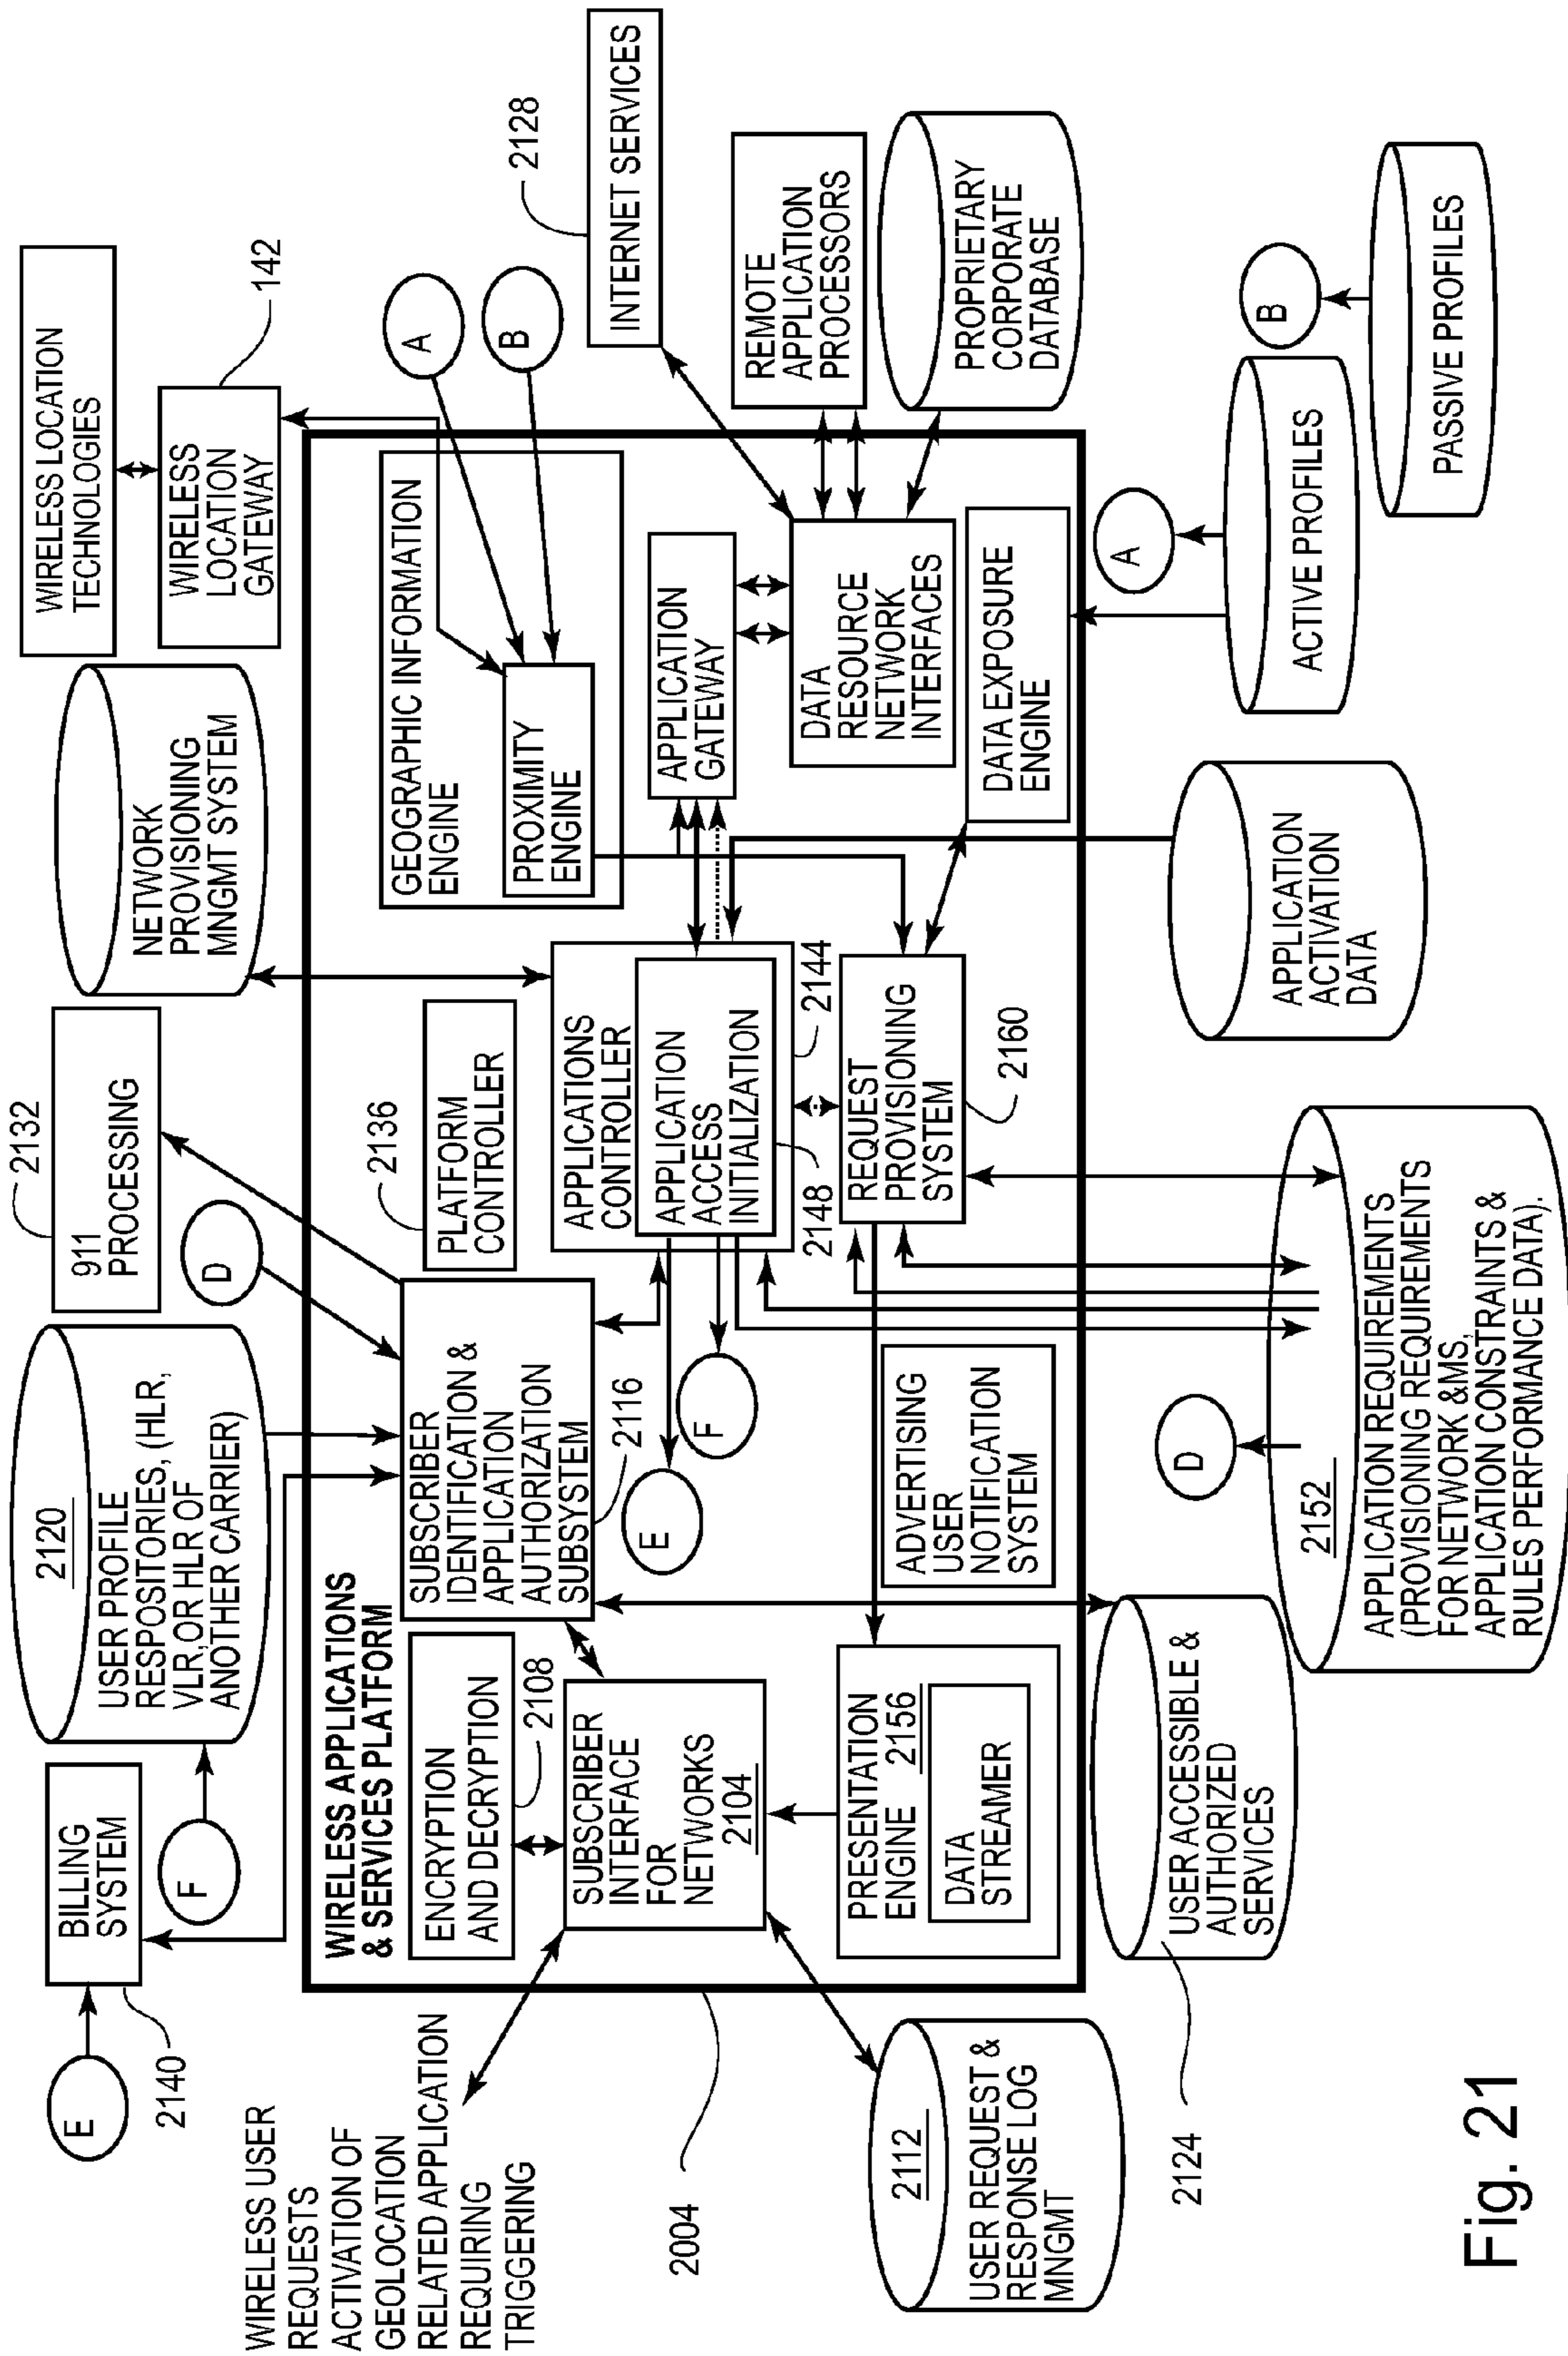 E
BILLING
SYSTEM
2140
F
2120
USER PROFILE
RESPOSITORIES, (HLR,
VLR,OR HLR OF
ANOTHER CARRIER)
D
2132
911
PROCESSING
NETWORK
PROVISIONING
MNGMT SYSTEM
WIRELESS LOCATION
TECHNOLOGIES
WIRELESS
LOCATION
GATEWAY
142
A
B
2128
INTERNET SERVICES
REMOTE
APPLICATION
PROCESSORS
PROPRIETARY
CORPORATE
DATABASE
WIRELESS USER
REQUESTS
ACTIVATION OF
GEOLOCATION
RELATED APPLICATION
REQUIRING
TRIGGERING
2004
WIRELESS APPLICATIONS
& SERVICES PLATFORM
ENCRYPTION
AND DECRYPTION
2108
SUBSCRIBER
INTERFACE
FOR
NETWORKS
2104
SUBSCRIBER
IDENTIFICATION &
APPLICATION
AUTHORIZATION
SUBSYSTEM
2116
E
F
2136
PLATFORM
CONTROLLER
APPLICATIONS
CONTROLLER
APPLICATION
ACCESS
INITIALIZATION
2144
2148
GEOGRAPHIC INFORMATION
ENGINE
PROXIMITY
ENGINE
APPLICATION
GATEWAY
DATA
RESOURCE
NETWORK
INTERFACES
DATA EXPOSURE
ENGINE
REQUEST
PROVISIONING
SYSTEM
2160
PRESENTATION
ENGINE 2156
DATA
STREAMER
ADVERTISING
USER
NOTIFICATION
SYSTEM
2112
USER REQUEST &
RESPONSE LOG
MNGMT
2124
USER ACCESSIBLE &
AUTHORIZED
SERVICES
D
2152
APPLICATION REQUIREMENTS
(PROVISIONING REQUIREMENTS
FOR NETWORK &MS,
APPLICATION CONSTRAINTS &
RULES PERFORMANCE DATA).
APPLICATION
ACTIVATION
DATA
A
ACTIVE PROFILES
B
PASSIVE PROFILES
Fig. 21